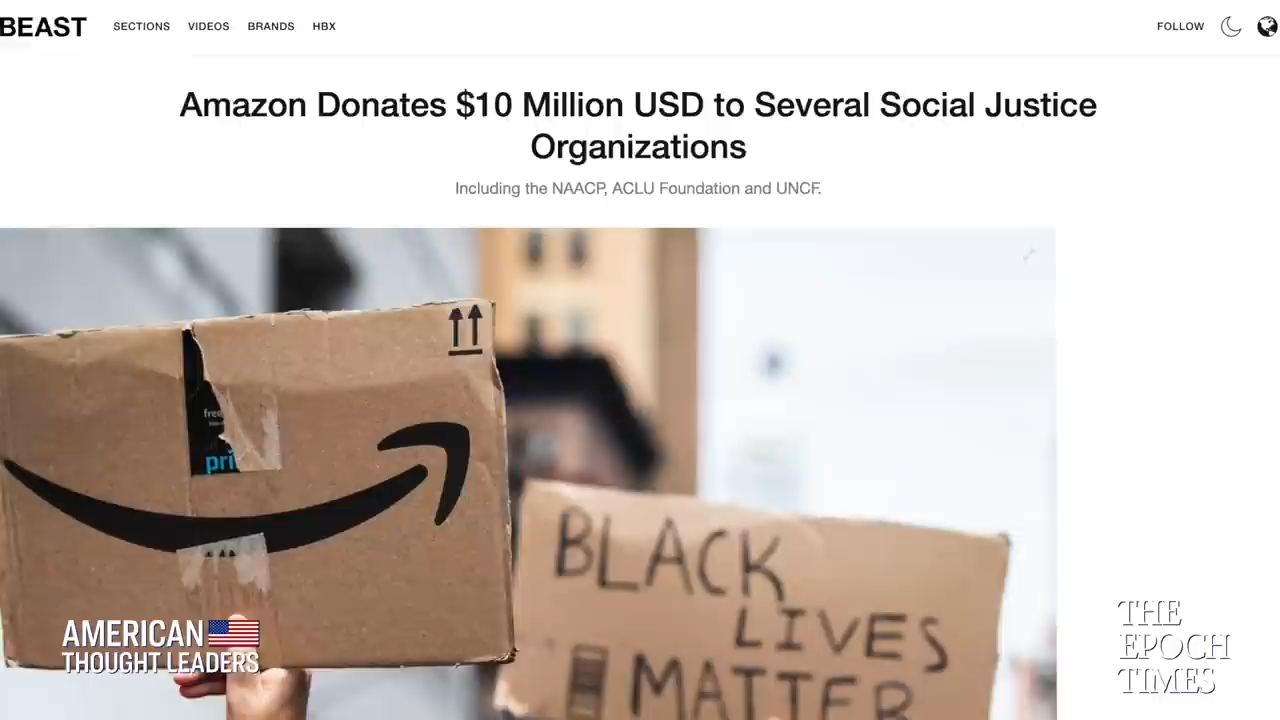 BEAST SECTIONS VIDEOS BRANDS HBX FOLLOW
Amazon Donates $10 Million USD to Several Social Justice
Organizations
Including the NAACP, ACLU Foundation and UNCF.
BLACK
LIVES
MATTER
AMERICAN
THOUGHT LEADERS
THE
EPOCH
TIMES